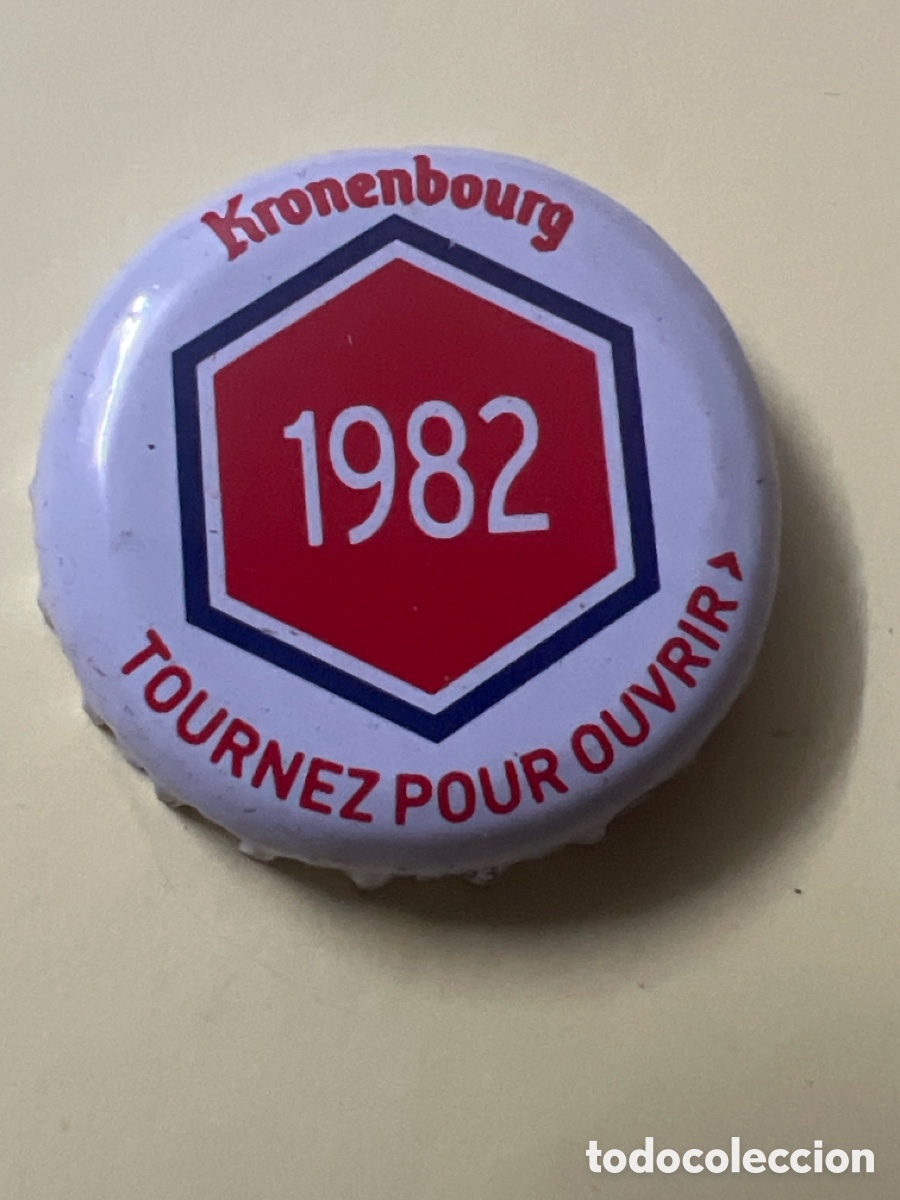 Kronenbourg
1982
TOURNEZ POUR OUVRIR >
todocoleccion